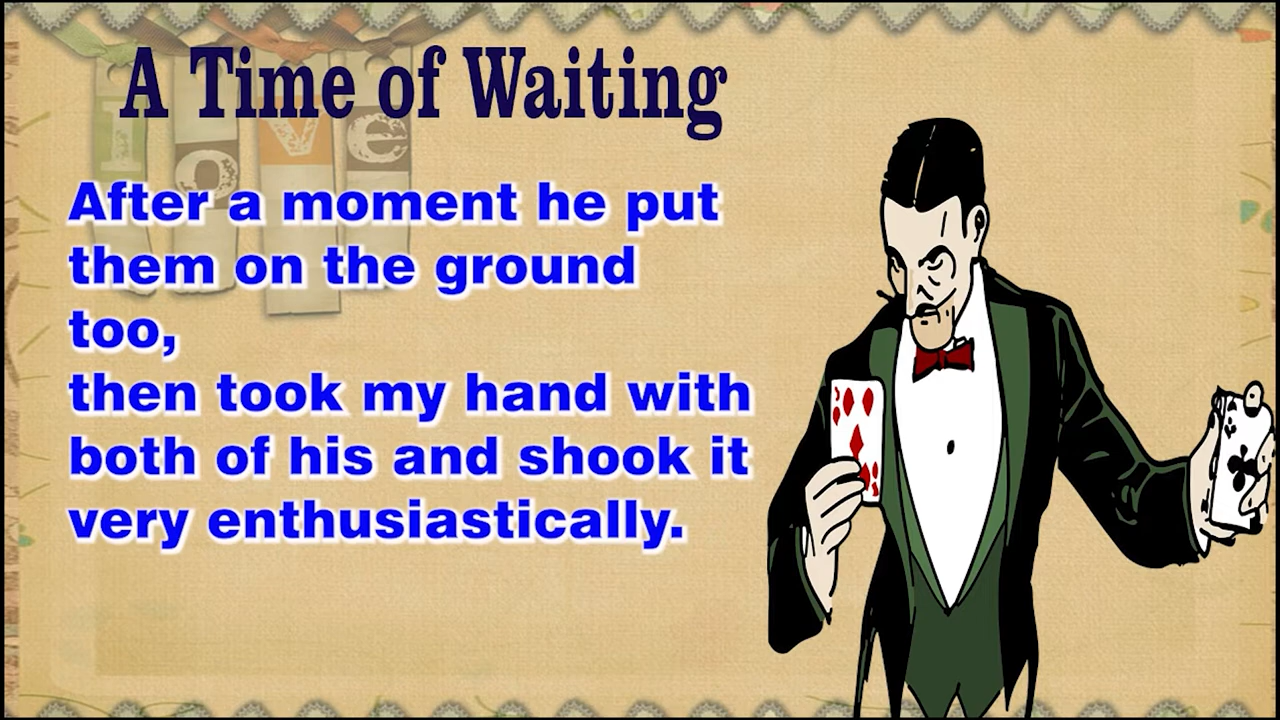 A Time of Waiting
love
After a moment he put
them on the ground
too,
then took my hand with
both of his and shook it
very enthusiastically.